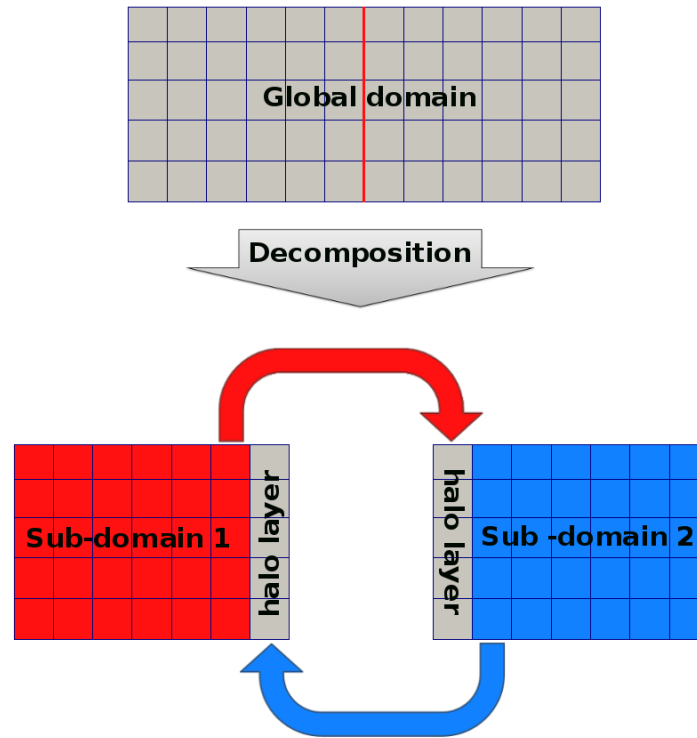 Global domain
Decomposition
Sub-domain 1
halo layer
halo layer
Sub -domain 2